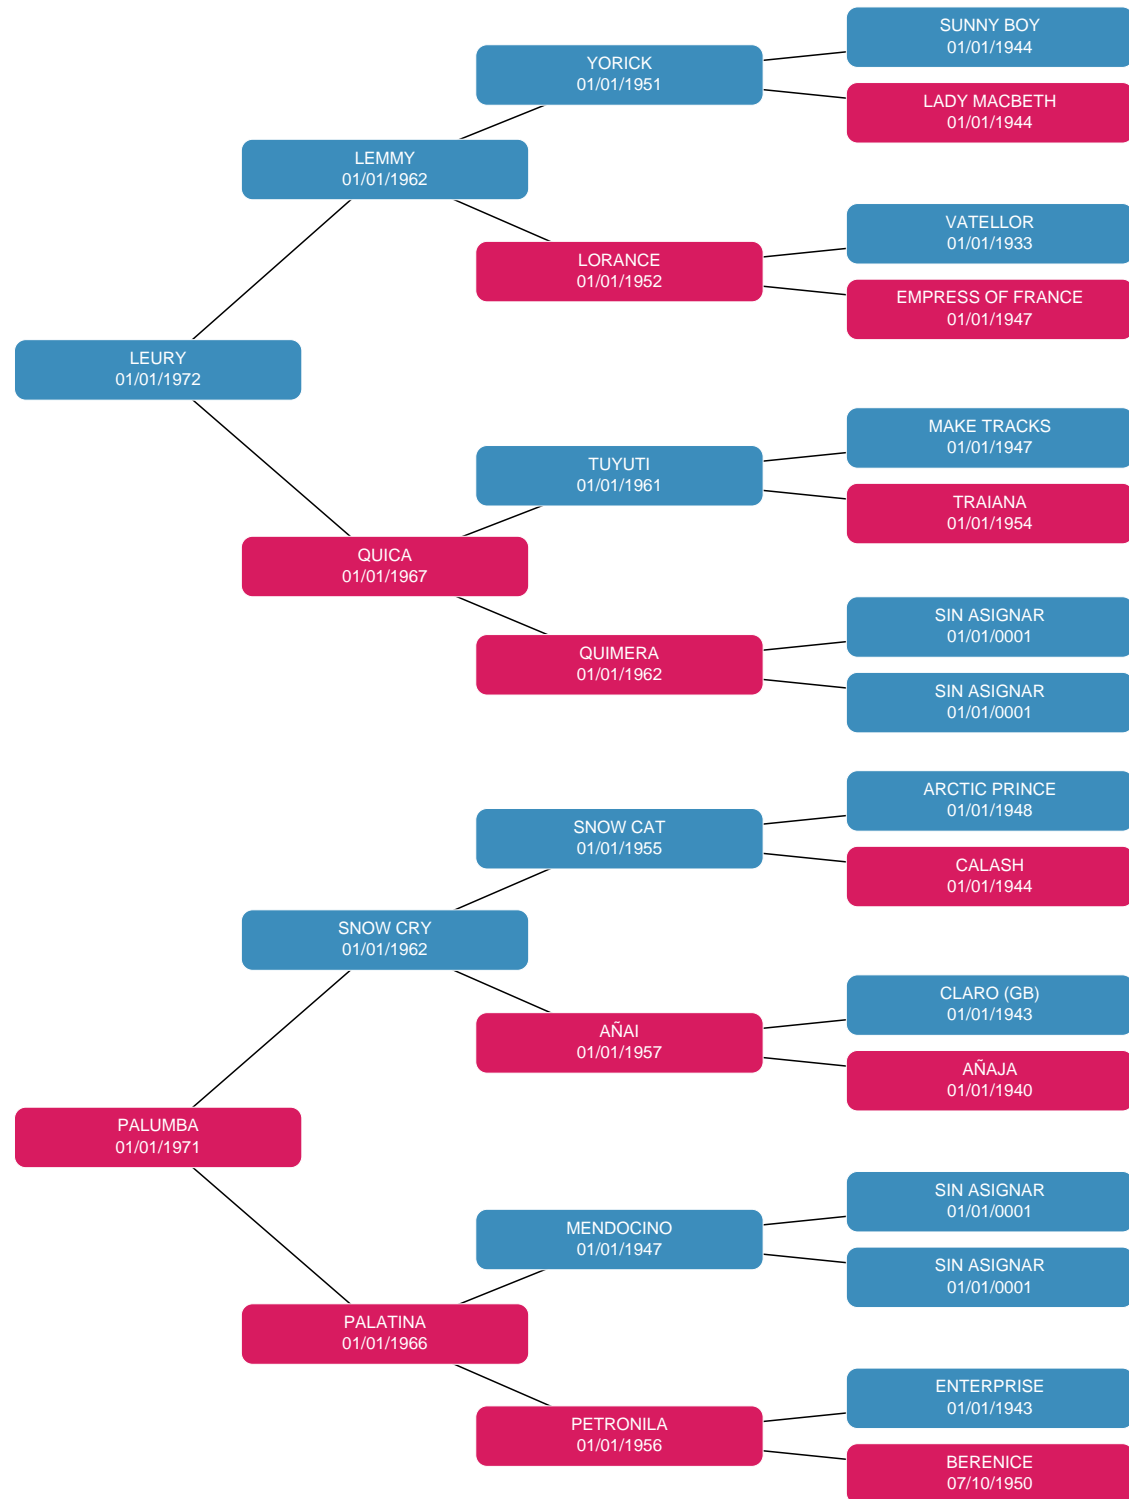 SUNNY BOY
01/01/1944
YORICK
01/01/1951
LADY MACBETH
01/01/1944
LEMMY
01/01/1962
VATELLOR
01/01/1933
LORANCE
01/01/1952
EMPRESS OF FRANCE
01/01/1947
LEURY
01/01/1972
MAKE TRACKS
01/01/1947
TUYUTI
01/01/1961
TRAIANA
01/01/1954
QUICA
01/01/1967
SIN ASIGNAR
01/01/0001
QUIMERA
01/01/1962
SIN ASIGNAR
01/01/0001
ARCTIC PRINCE
01/01/1948
SNOW CAT
01/01/1955
CALASH
01/01/1944
SNOW CRY
01/01/1962
CLARO (GB)
01/01/1943
AÑAI
01/01/1957
AÑAJA
01/01/1940
PALUMBA
01/01/1971
SIN ASIGNAR
01/01/0001
MENDOCINO
01/01/1947
SIN ASIGNAR
01/01/0001
PALATINA
01/01/1966
ENTERPRISE
01/01/1943
PETRONILA
01/01/1956
BERENICE
07/10/1950